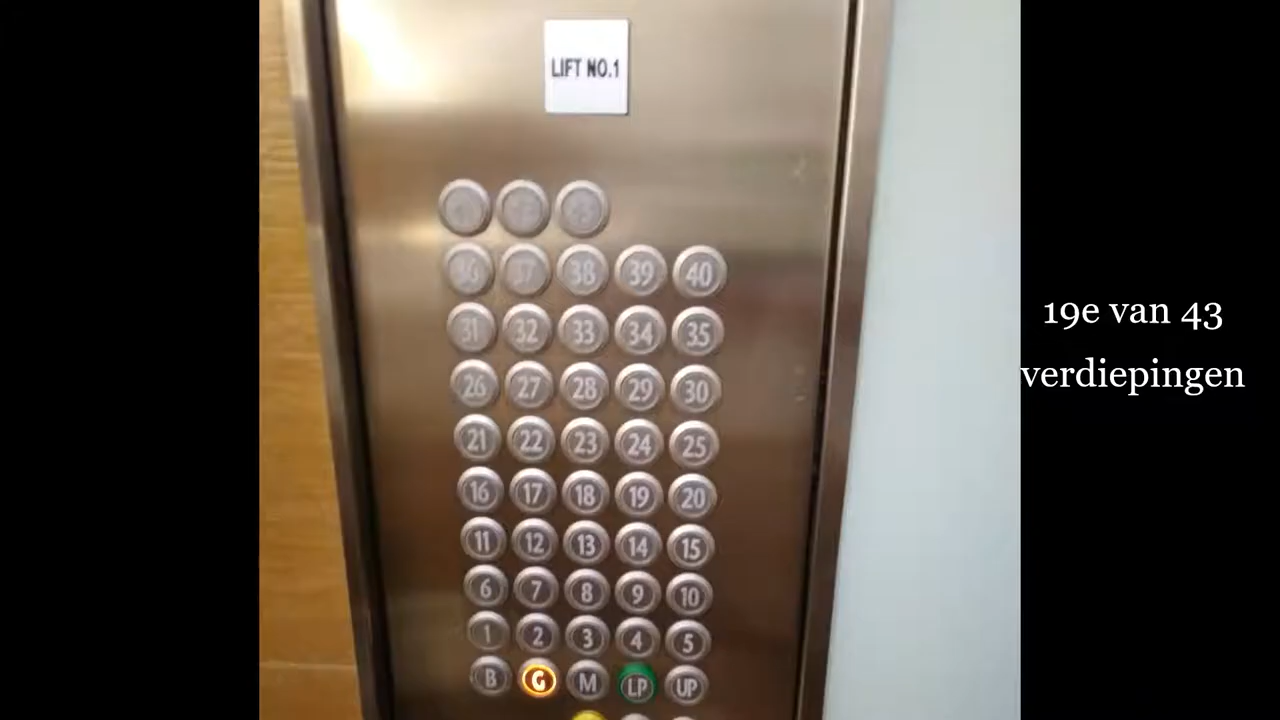 LIFT NO.1
38 39 40
31 32 33 34 35
26 27 28 29 30
21 22 23 24 25
16 17 18 19 20
11 12 13 14 15
6 7 8 9 10
1 2 3 4 5
B G M LP UP
19e van 43
verdiepingen